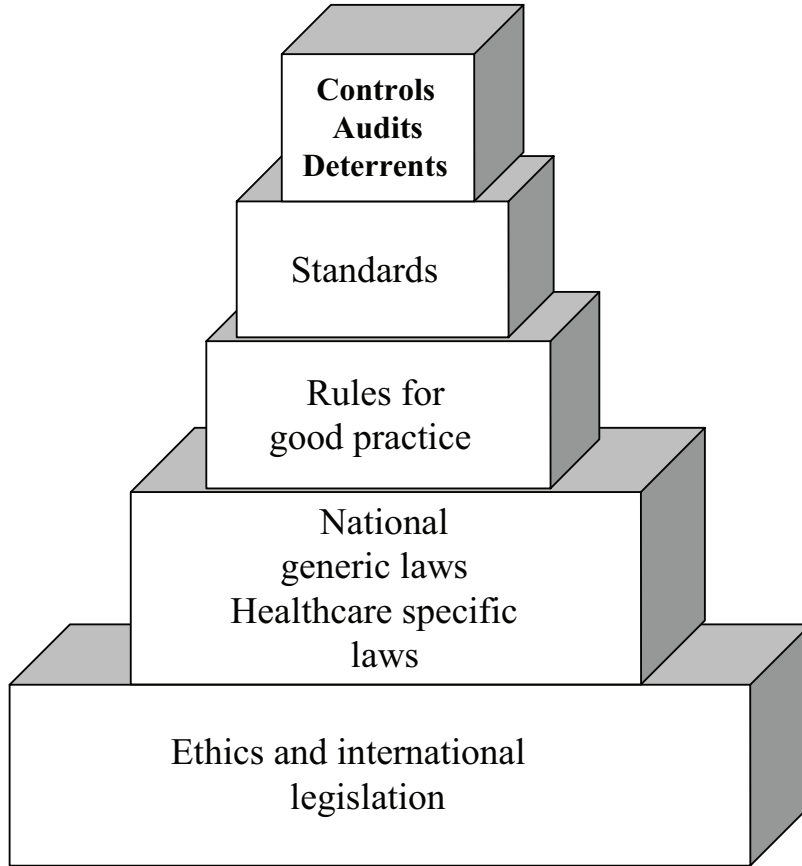 Controls
Audits
Deterrents
Standards
Rules for
good practice
National
generic laws
Healthcare specific
laws
Ethics and international
legislation